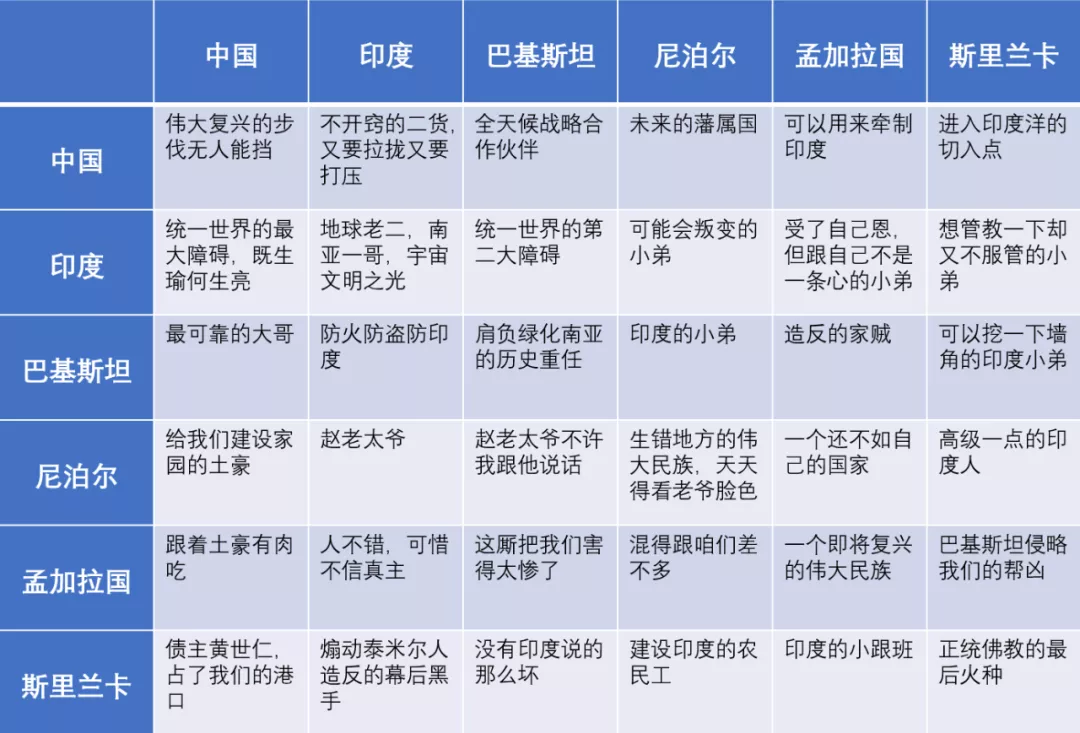 中国 印度 巴基斯坦 尼泊尔 孟加拉国 斯里兰卡
中国
伟大复兴的步
伐无人能挡
不开窍的二货,
又要拉拢又要
打压
全天候战略合
作伙伴
未来的藩属国
可以用来牵制
印度
进入印度洋的
切入点
印度
统一世界的最
大障碍，既生
瑜何生亮
地球老二，南
亚一哥，宇宙
文明之光
统一世界的第
二大障碍
可能会叛变的
小弟
受了自己恩，
但跟自己不是
一条心的小弟
想管教一下却
又不服管的小
弟
巴基斯坦
最可靠的大哥
防火防盗防印
度
肩负绿化南亚
的历史重任
印度的小弟
造反的家贼
可以挖一下墙
角的印度小弟
尼泊尔
给我们建设家
园的土豪
赵老太爷
赵老太爷不许
我跟他说话
生错地方的伟
大民族，天天
得看老爷脸色
一个还不如自
己的国家
高级一点的印
度人
孟加拉国
跟着土豪有肉
吃
人不错，可惜
不信真主
这厮把我们害
得太惨了
混得跟咱们差
不多
一个即将复兴
的伟大民族
巴基斯坦侵略
我们的帮凶
斯里兰卡
债主黄世仁，
占了我们的港
口
煽动泰米尔人
造反的幕后黑
手
没有印度说的
那么坏
建设印度的农
民工
印度的小跟班
正统佛教的最
后火种